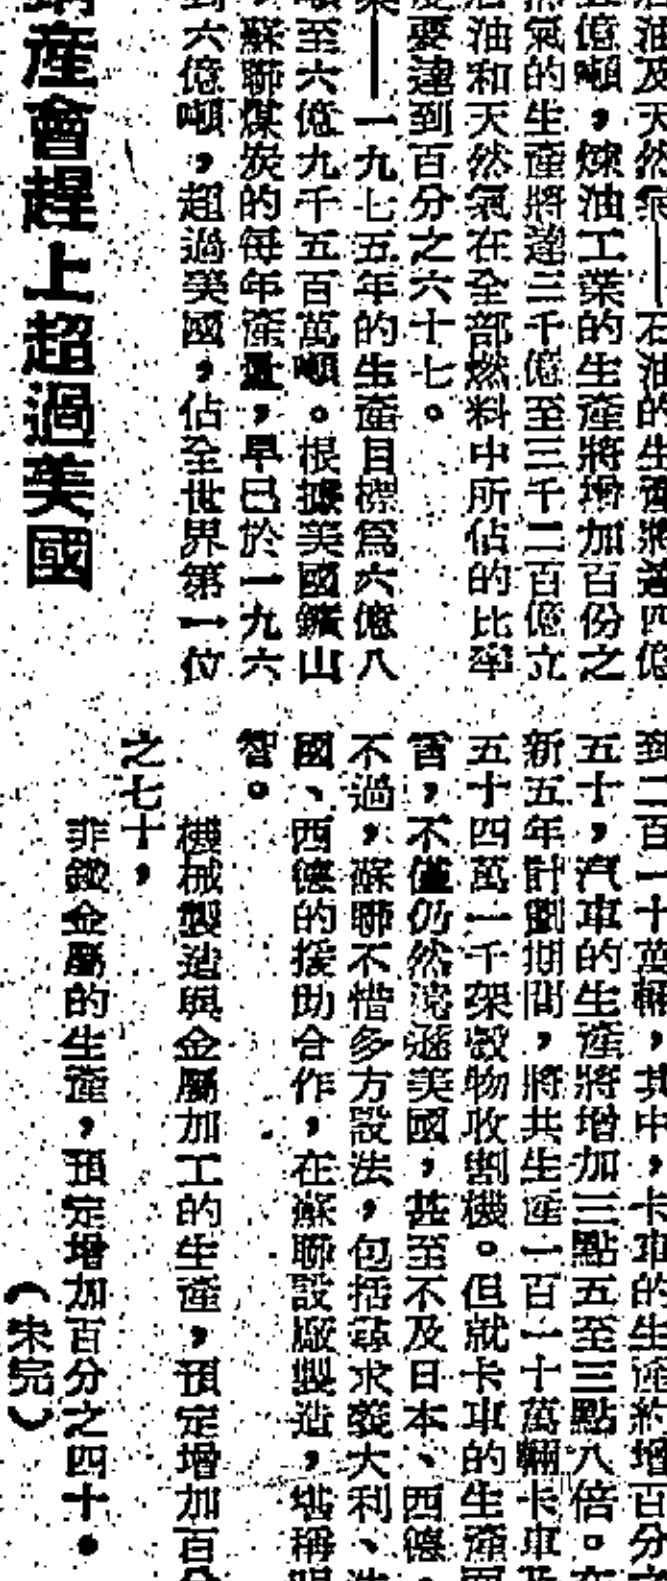 油及天然氣——石油的生產將達四億
億噸，煉油工業的生產將增加百份之
氣的生產將達三千億至三千二百億立
油和天然氣在全部燃料中所佔的比率
要達到百分之六十七。
——一九七五年的生產目標爲六億八
至六億九千五百萬噸。根據美國鑛山
蘇聯煤炭的每年產量，早已於一九六
六億噸，超過美國，佔全世界第一位
產會趕上超過美國
到二百一十萬輛，其中，卡車的生產約增百分
五十，汽車的生產將增加三點五至三點八倍。在
新五年計劃期間，將共生產一百一十萬輛卡車及
五十四萬一千架穀物收割機。但就卡車的生產而
言，不僅仍然遜美國，甚至不及日本、西德。
不過，蘇聯不惜多方設法，包括尋求義大利、法
國、西德的援助合作，在蘇聯設廠製造，堪稱明
智。
機械製造與金屬加工的生產，預定增加百分
之七十，
非鐵金屬的生產，預定增加百分之四十。
（未完）